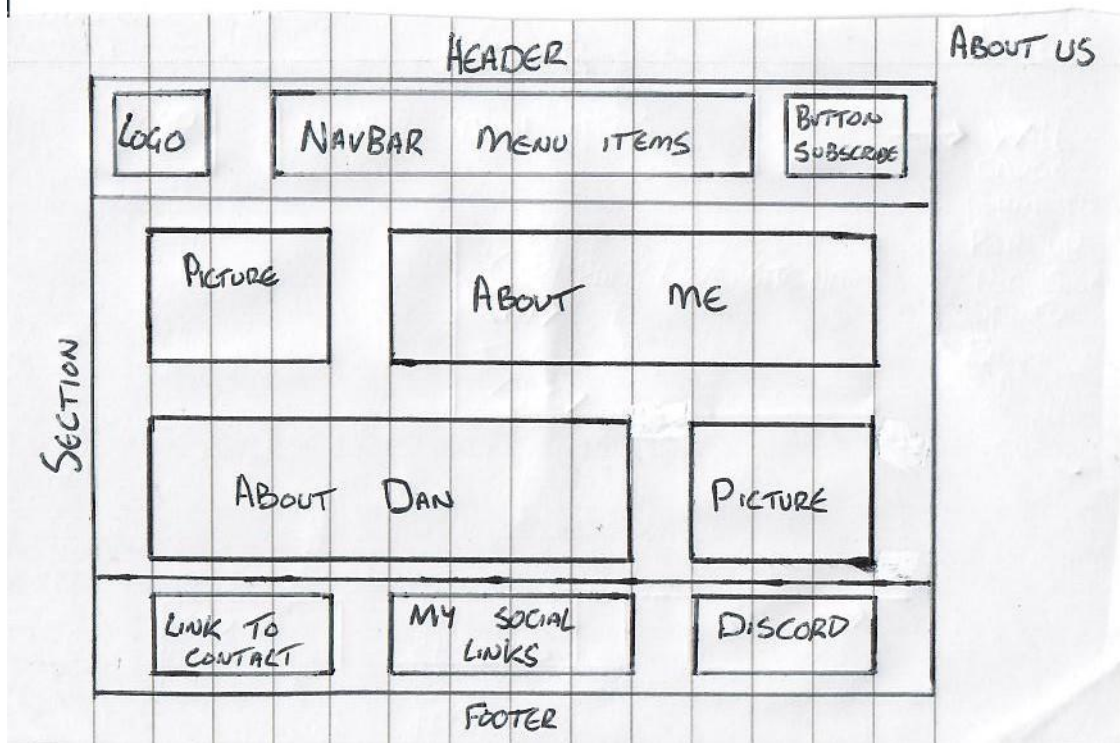 HEADER
ABOUT US
LOGO
NAVBAR MENU ITEMS
BUTTON
SUBSCRIBE
PICTURE
ABOUT ME
SECTION
ABOUT DAN
PICTURE
LINK TO
CONTACT
MY SOCIAL
LINKS
DISCORD
FOOTER